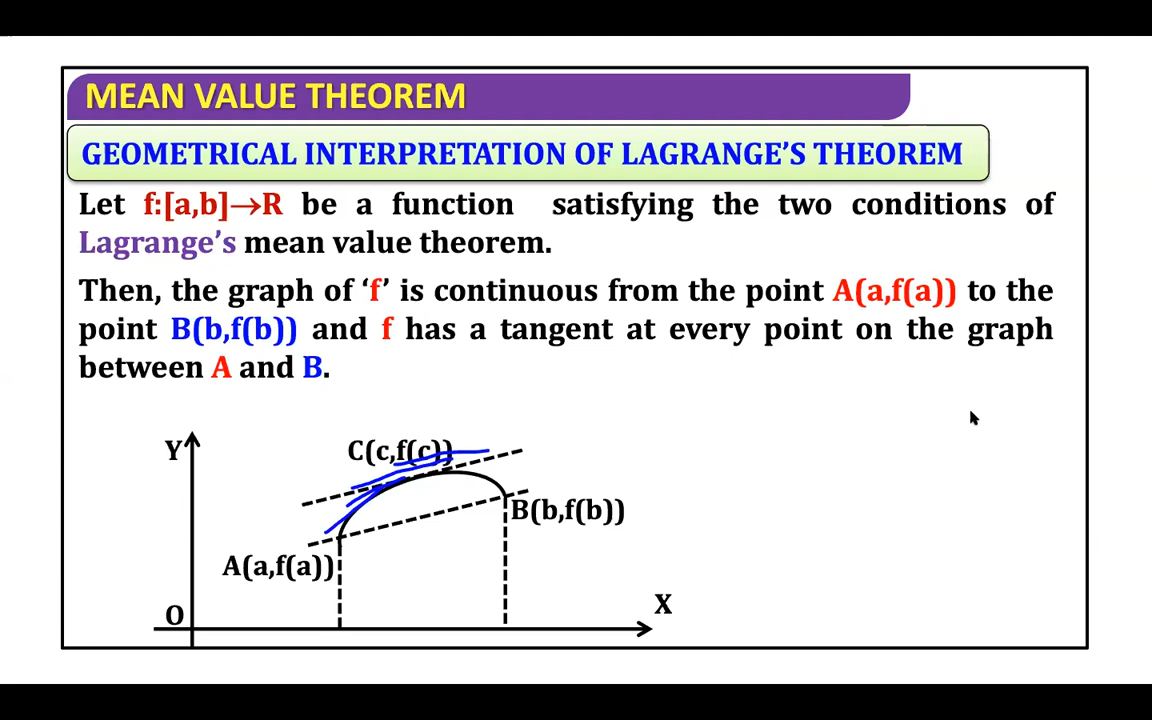 MEAN VALUE THEOREM
GEOMETRICAL INTERPRETATION OF LAGRANGE'S THEOREM
Let f:[a,b]→R be a function satisfying the two conditions of
Lagrange's mean value theorem.
Then, the graph of ‘f’ is continuous from the point A(a,f(a)) to the
point B(b,f(b)) and f has a tangent at every point on the graph
between A and B.
Y
C(c,f(c))
B(b,f(b))
A(a,f(a))
O
X